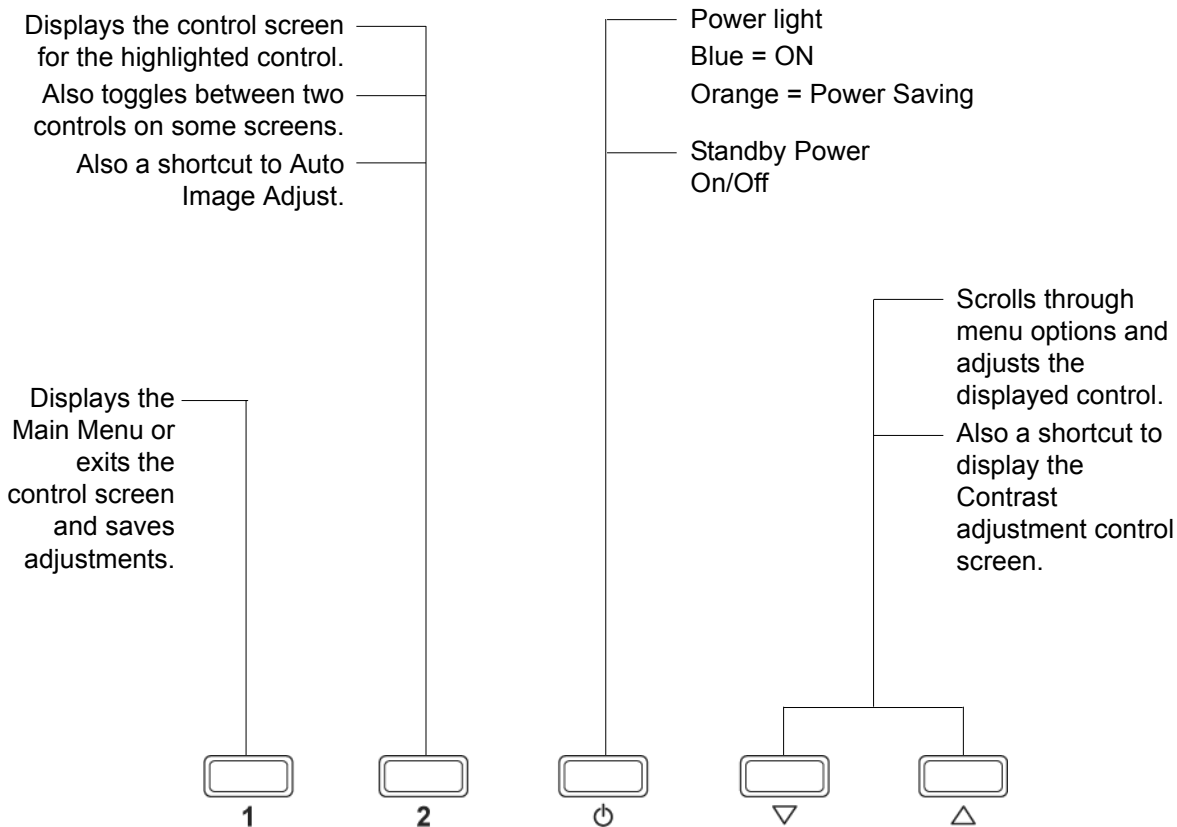 Displays the control screen
for the highlighted control.
Also toggles between two
controls on some screens.
Also a shortcut to Auto
Image Adjust.
Power light
Blue = ON
Orange = Power Saving
Standby Power
On/Off
Scrolls through
menu options and
adjusts the
displayed control.
Also a shortcut to
display the
Contrast
adjustment control
screen.
Displays the
Main Menu or
exits the
control screen
and saves
adjustments.
1
2